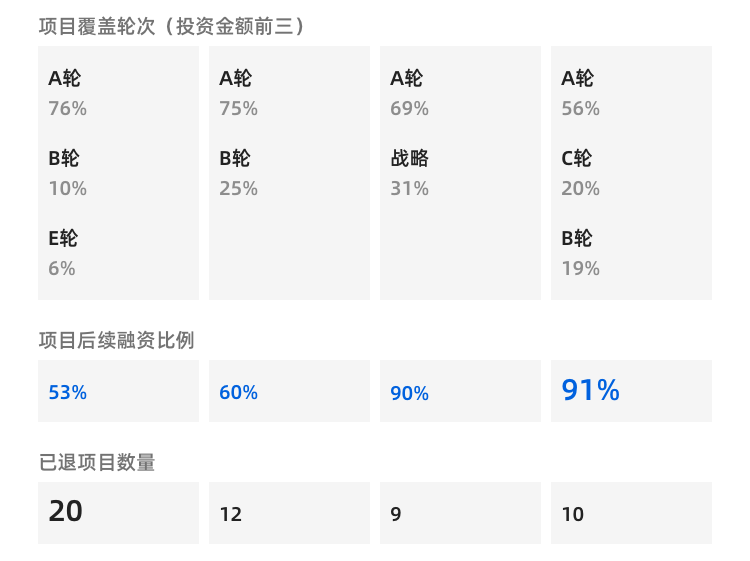 项目覆盖轮次（投资金额前三）
A轮
76%
B轮
10%
E轮
6%
A轮
75%
B轮
25%
A轮
69%
战略
31%
A轮
56%
C轮
20%
B轮
19%
项目后续融资比例
53%
60%
90%
91%
已退项目数量
20
12
9
10